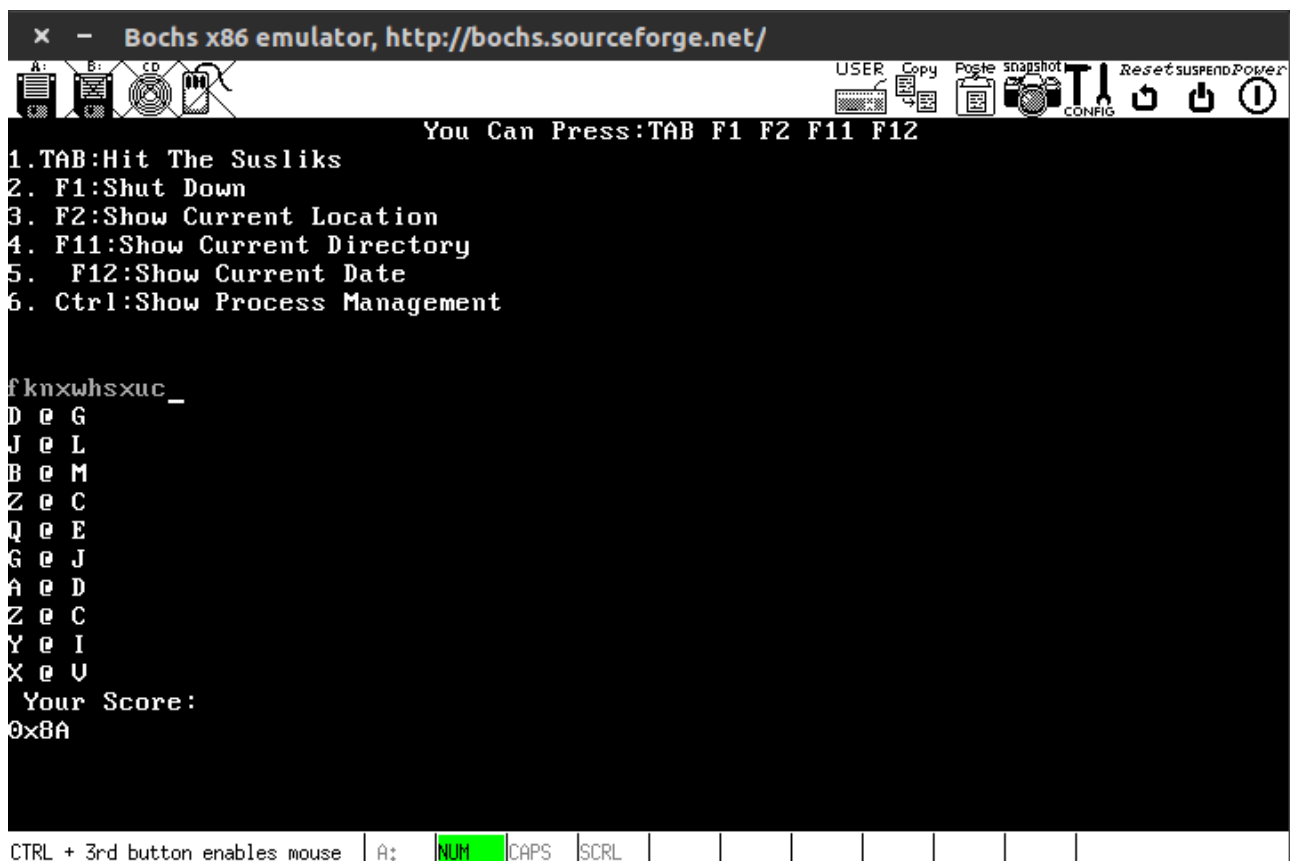 × – Bochs x86 emulator, http://bochs.sourceforge.net/
A: B: CD USER Copy Paste snapshot CONFIG Reset SUSPEND Power
You Can Press:TAB F1 F2 F11 F12
1.TAB:Hit The Susliks
2. F1:Shut Down
3. F2:Show Current Location
4. F11:Show Current Directory
5.  F12:Show Current Date
6. Ctrl:Show Process Management
fknxwhsxuc_
D @ G
J @ L
B @ M
Z @ C
Q @ E
G @ J
A @ D
Z @ C
Y @ I
X @ V
Your Score:
0x8A
CTRL + 3rd button enables mouse A: NUM CAPS SCRL